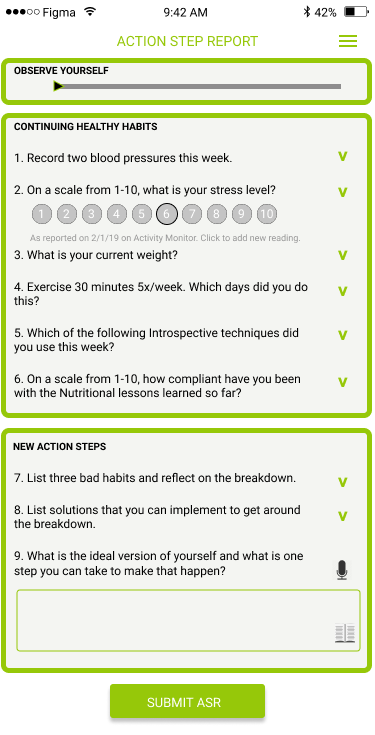 Figma 9:42 AM 42%
ACTION STEP REPORT
OBSERVE YOURSELF
CONTINUING HEALTHY HABITS
1. Record two blood pressures this week. v
2. On a scale from 1-10, what is your stress level? v
1 2 3 4 5 6 7 8 9 10
As reported on 2/1/19 on Activity Monitor. Click to add new reading.
3. What is your current weight? v
4. Exercise 30 minutes 5x/week. Which days did you do v
this?
5. Which of the following Introspective techniques did v
you use this week?
6. On a scale from 1-10, how compliant have you been v
with the Nutritional lessons learned so far?
NEW ACTION STEPS
7. List three bad habits and reflect on the breakdown. v
8. List solutions that you can implement to get around v
the breakdown.
9. What is the ideal version of yourself and what is one
step you can take to make that happen?
SUBMIT ASR